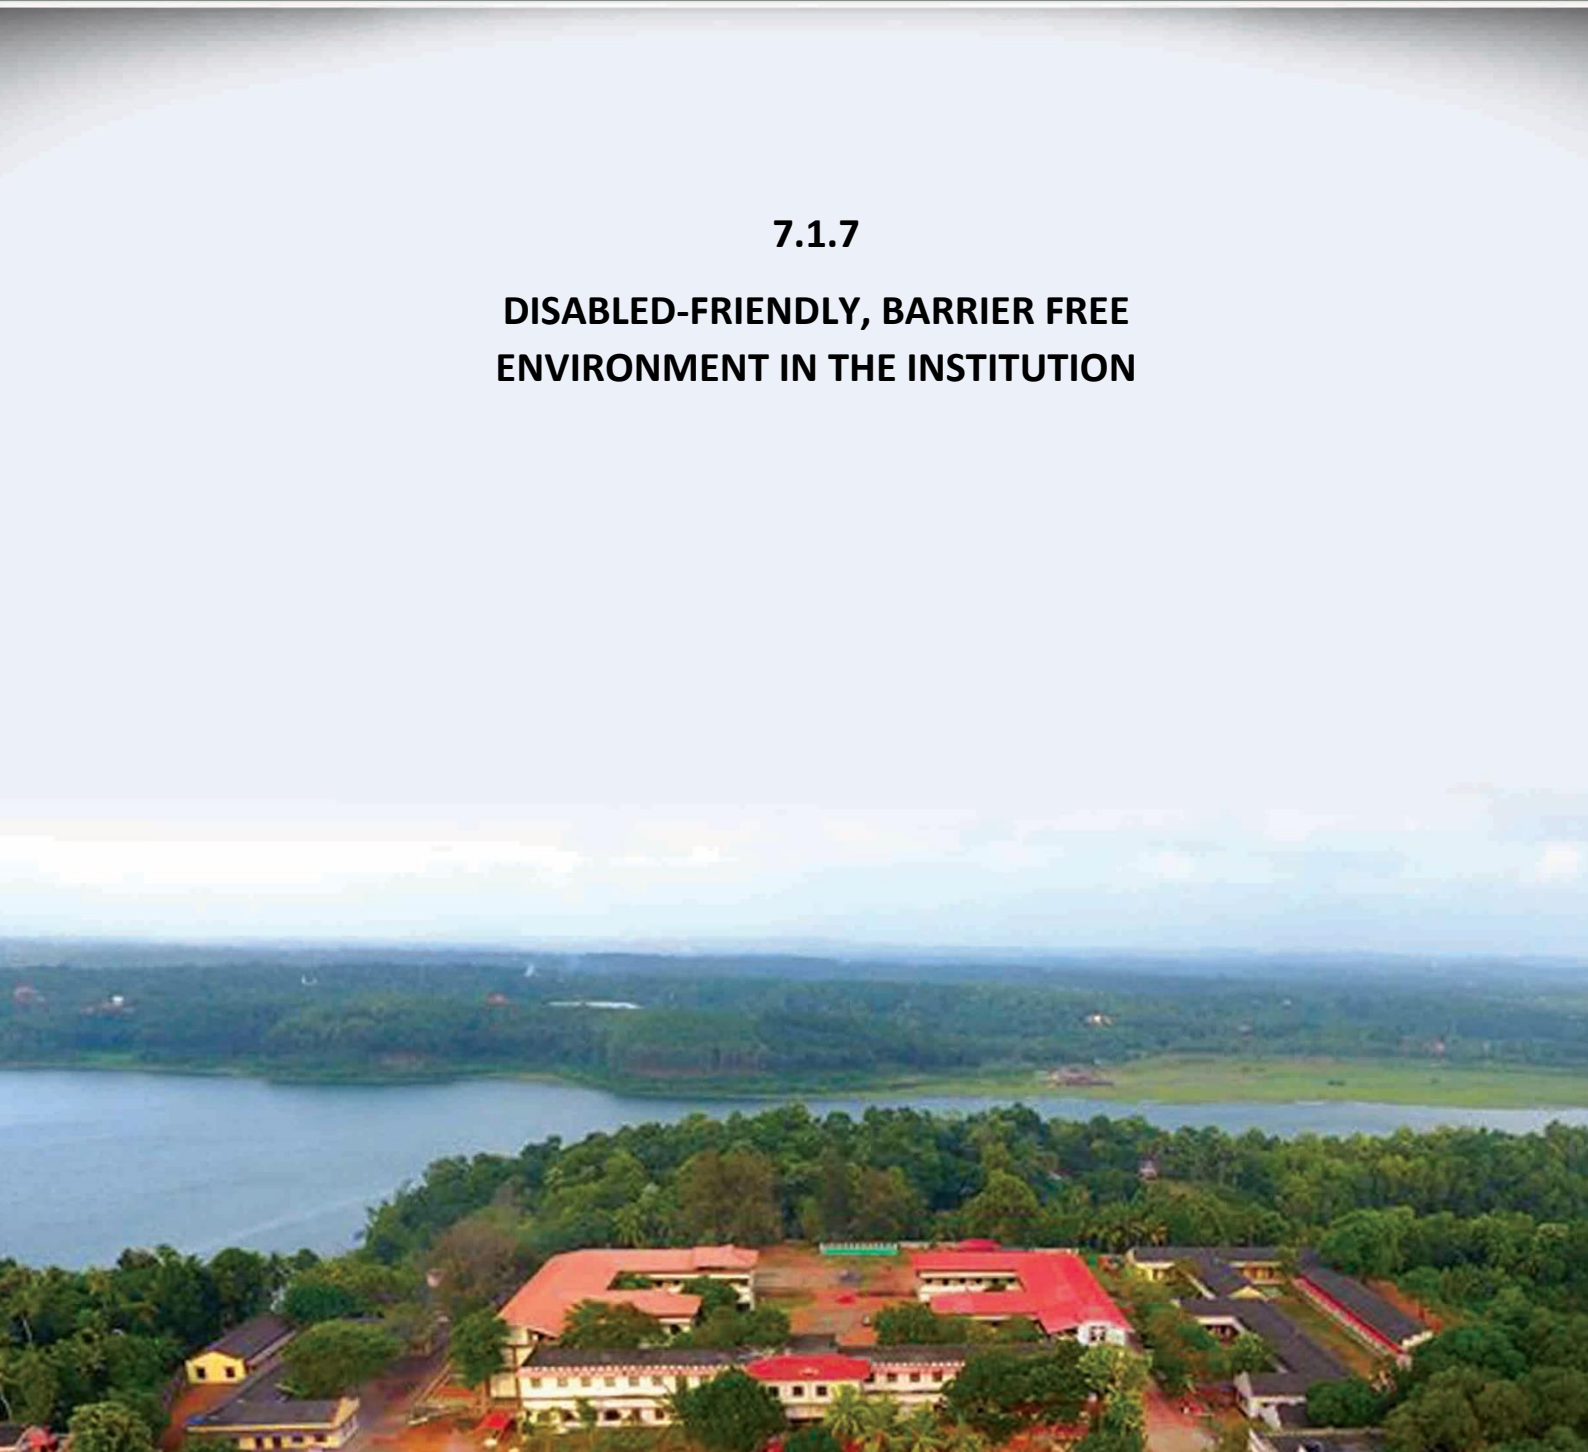 7.1.7
DISABLED-FRIENDLY, BARRIER FREE
ENVIRONMENT IN THE INSTITUTION